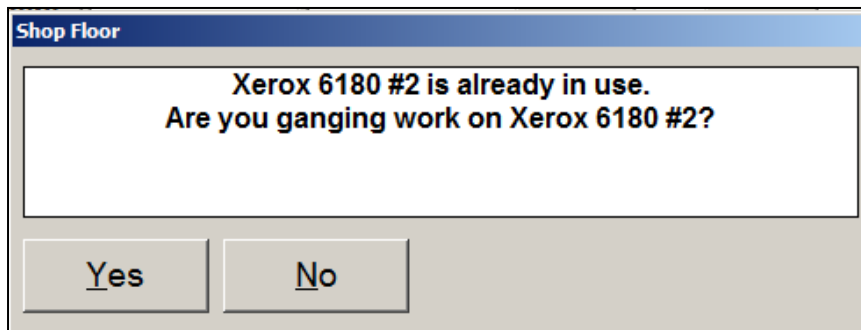 Shop Floor
Xerox 6180 #2 is already in use.
Are you ganging work on Xerox 6180 #2?
Yes
No